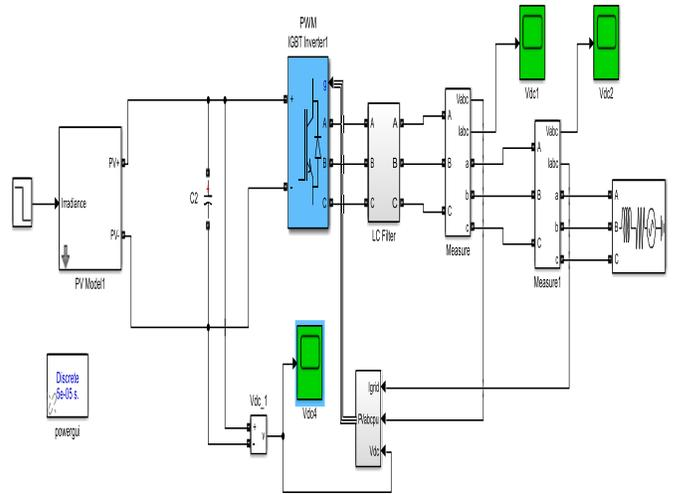 PWM
IGBT Inverter1
Vdc1
Vdc2
g
+
A
B
C
-
A
B
C
A
B
C
LC Filter
Vabc
A
Iabc
a
B
b
C
c
Measure
Vabc
A
Iabc
a
B
b
C
c
Measure1
A
B
C
PV+
Irradiance
PV-
PV Model1
C2
+
Discrete
5e-05 s.
powergui
Vdc4
Vdc_1
+
v
-
Igrid
Vdc